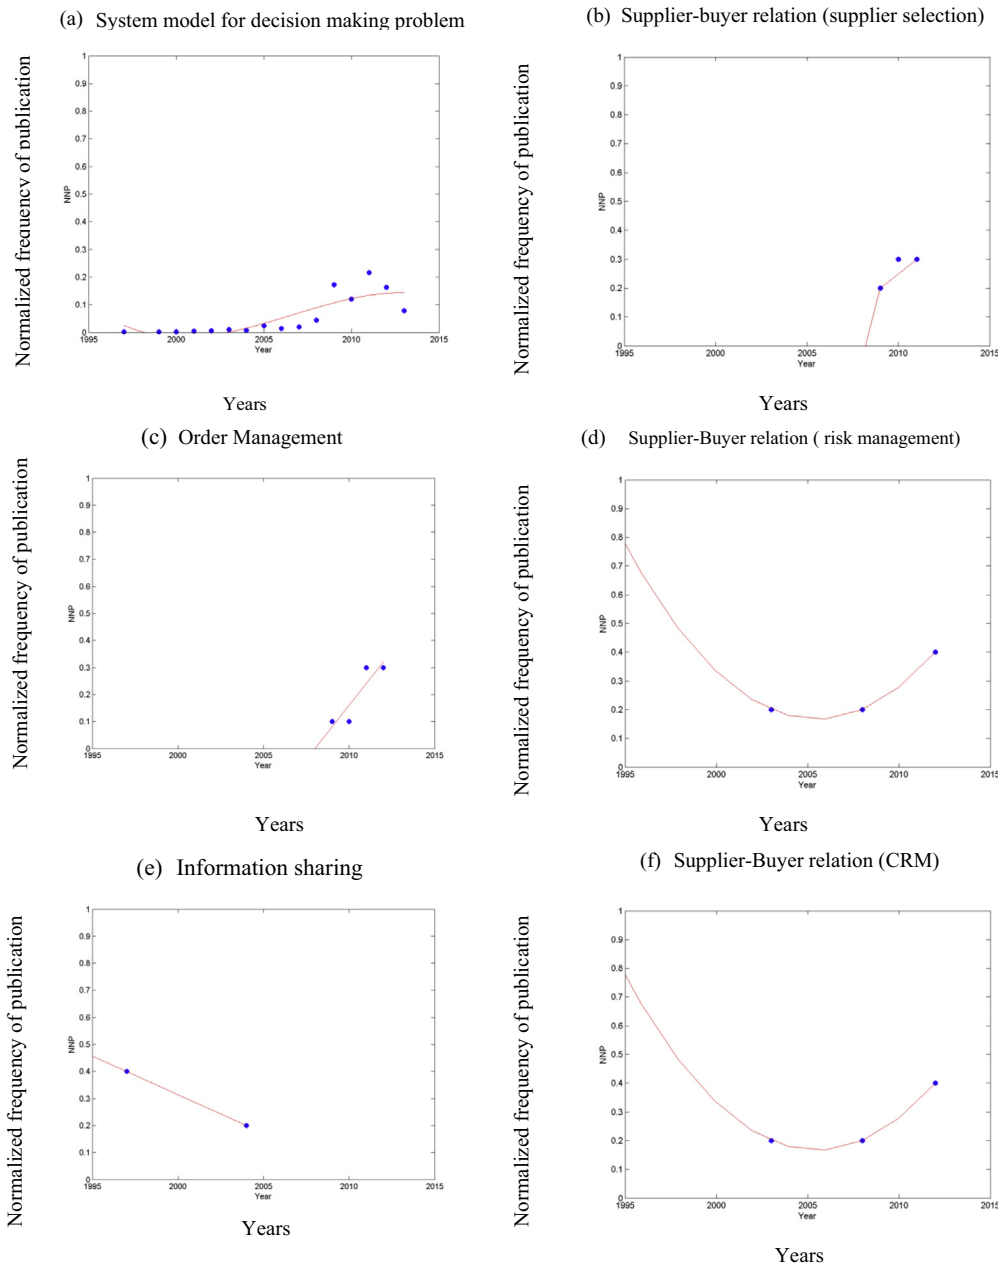 (a) System model for decision making problem
Normalized frequency of publication
NNP
1
0.9
0.8
0.7
0.6
0.5
0.4
0.3
0.2
0.1
0
1995 2000 2005 2010 2015
Year
Years
(b) Supplier-buyer relation (supplier selection)
Normalized frequency of publication
NNP
1
0.9
0.8
0.7
0.6
0.5
0.4
0.3
0.2
0.1
0
1995 2000 2005 2010 2015
Year
Years
(c) Order Management
Normalized frequency of publication
NNP
1
0.9
0.8
0.7
0.6
0.5
0.4
0.3
0.2
0.1
0
1995 2000 2005 2010 2015
Year
Years
(d) Supplier-Buyer relation ( risk management)
Normalized frequency of publication
NNP
1
0.9
0.8
0.7
0.6
0.5
0.4
0.3
0.2
0.1
0
1995 2000 2005 2010 2015
Year
Years
(e) Information sharing
Normalized frequency of publication
NNP
1
0.9
0.8
0.7
0.6
0.5
0.4
0.3
0.2
0.1
0
1995 2000 2005 2010 2015
Year
Years
(f) Supplier-Buyer relation (CRM)
Normalized frequency of publication
NNP
1
0.9
0.8
0.7
0.6
0.5
0.4
0.3
0.2
0.1
0
1995 2000 2005 2010 2015
Year
Years